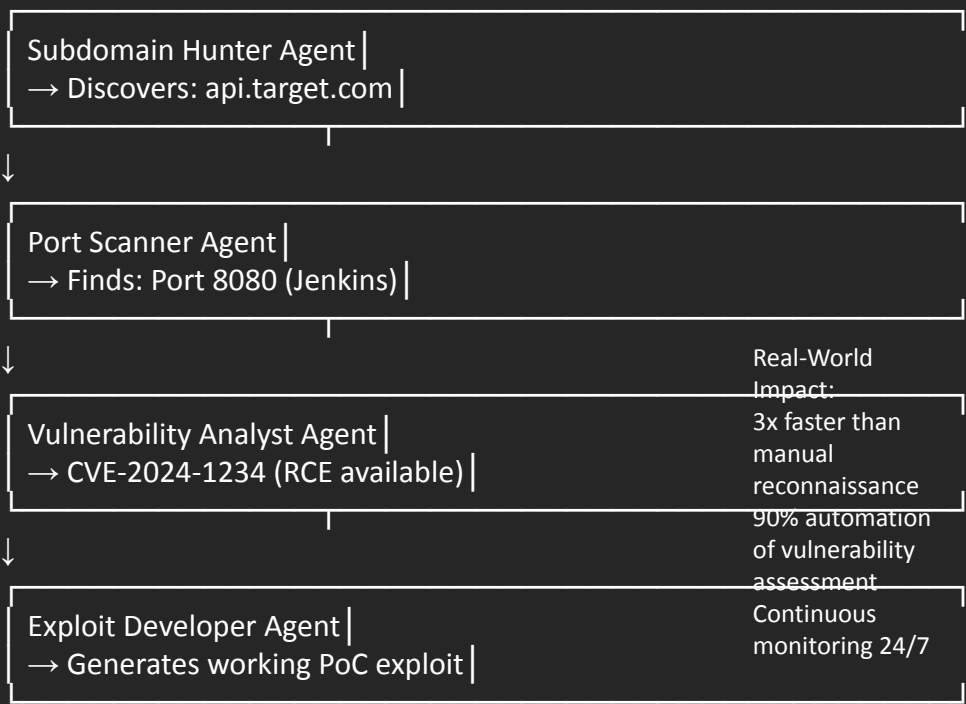 Subdomain Hunter Agent│
→ Discovers: api.target.com│
↓
Port Scanner Agent│
→ Finds: Port 8080 (Jenkins)│
↓
Vulnerability Analyst Agent│
→ CVE-2024-1234 (RCE available)│
↓
Exploit Developer Agent│
→ Generates working PoC exploit│
Real-World
Impact:
3x faster than
manual
reconnaissance
90% automation
of vulnerability
assessment
Continuous
monitoring 24/7